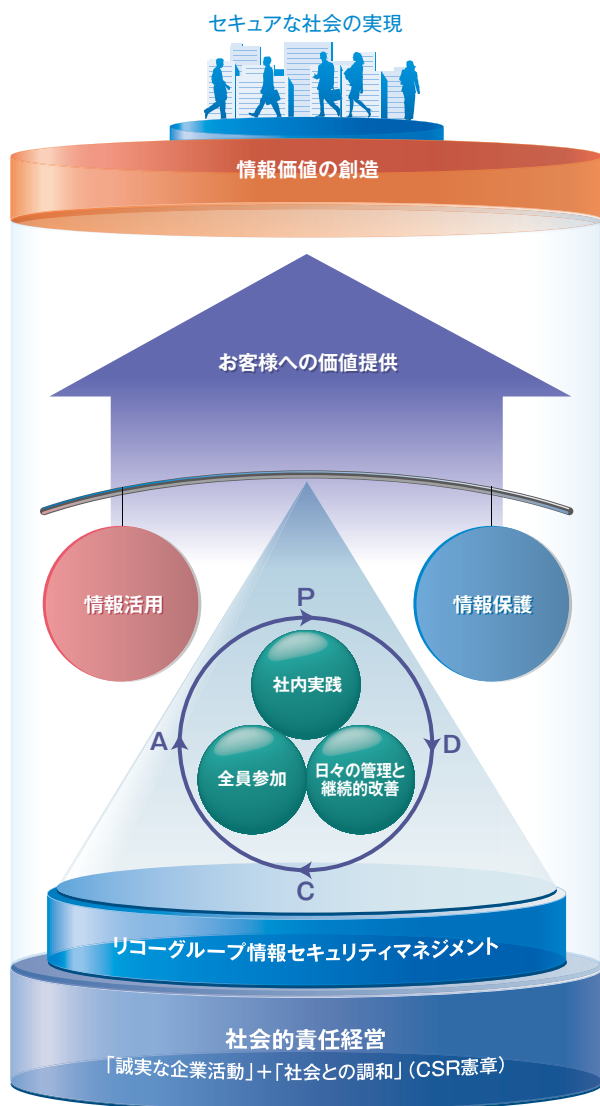 セキュアな社会の実現
情報価値の創造
お客様への価値提供
情報活用
情報保護
P
社内実践
A
D
全員参加
日々の管理と
継続的改善
C
リコーグループ情報セキュリティマネジメント
社会的責任経営
「誠実な企業活動」+「社会との調和」(CSR憲章)